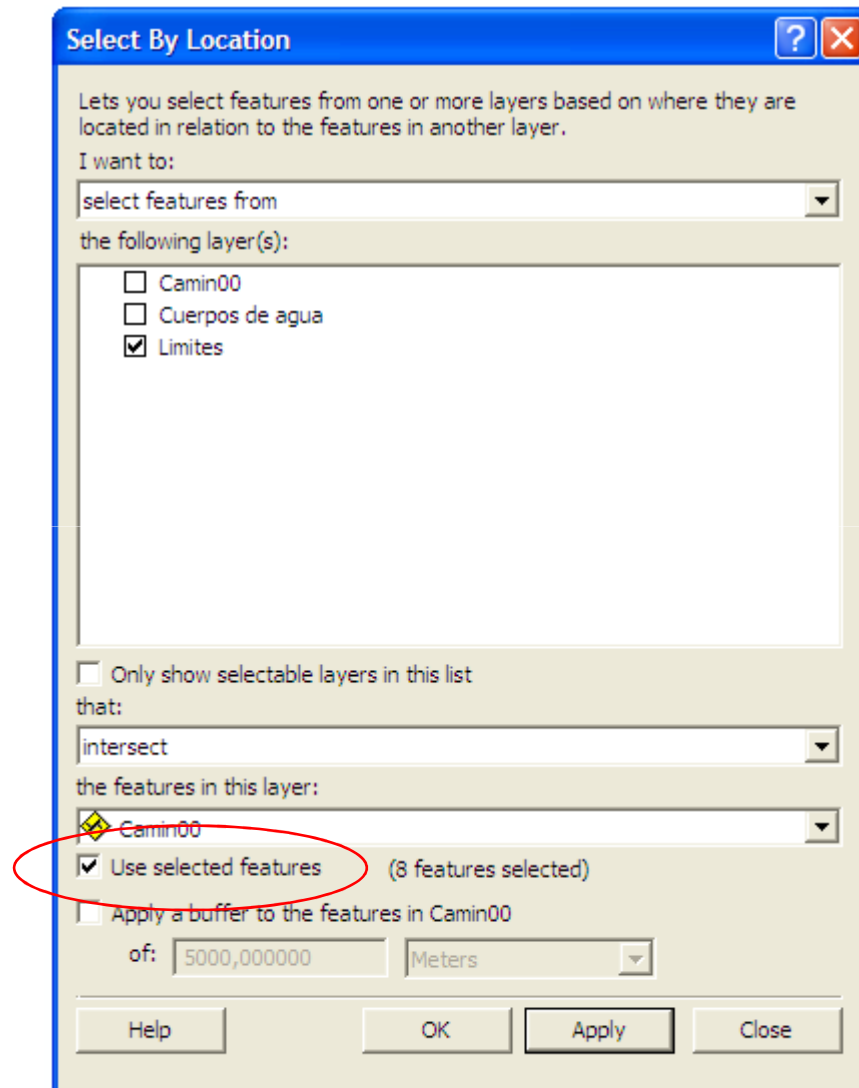 Select By Location
Lets you select features from one or more layers based on where they are
located in relation to the features in another layer.
I want to:
select features from
the following layer(s):
Camin00
Cuerpos de agua
Limites
Only show selectable layers in this list
that:
intersect
the features in this layer:
Camin00
Use selected features (8 features selected)
Apply a buffer to the features in Camin00
of: 5000,000000 Meters
Help OK Apply Close